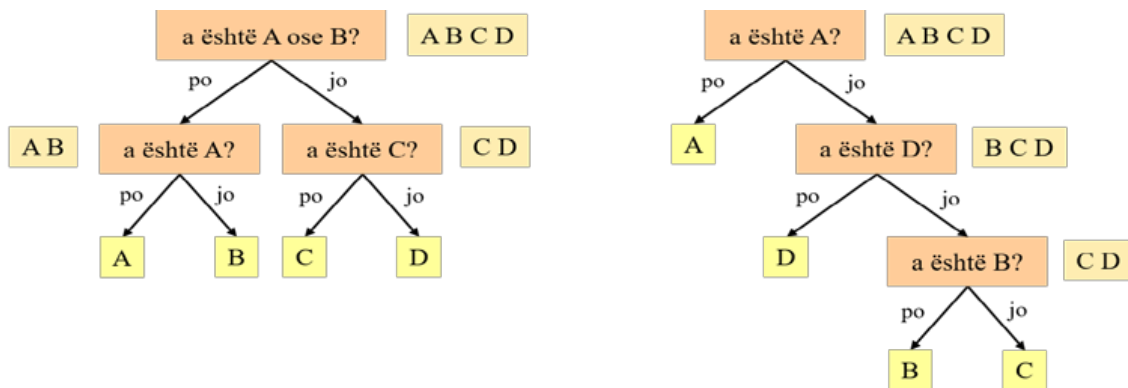 a është A ose B?
A B C D
po
jo
A B
a është A?
a është C?
C D
po
jo
po
jo
A
B
C
D
a është A?
A B C D
po
jo
A
a është D?
B C D
po
jo
D
a është B?
C D
po
jo
B
C